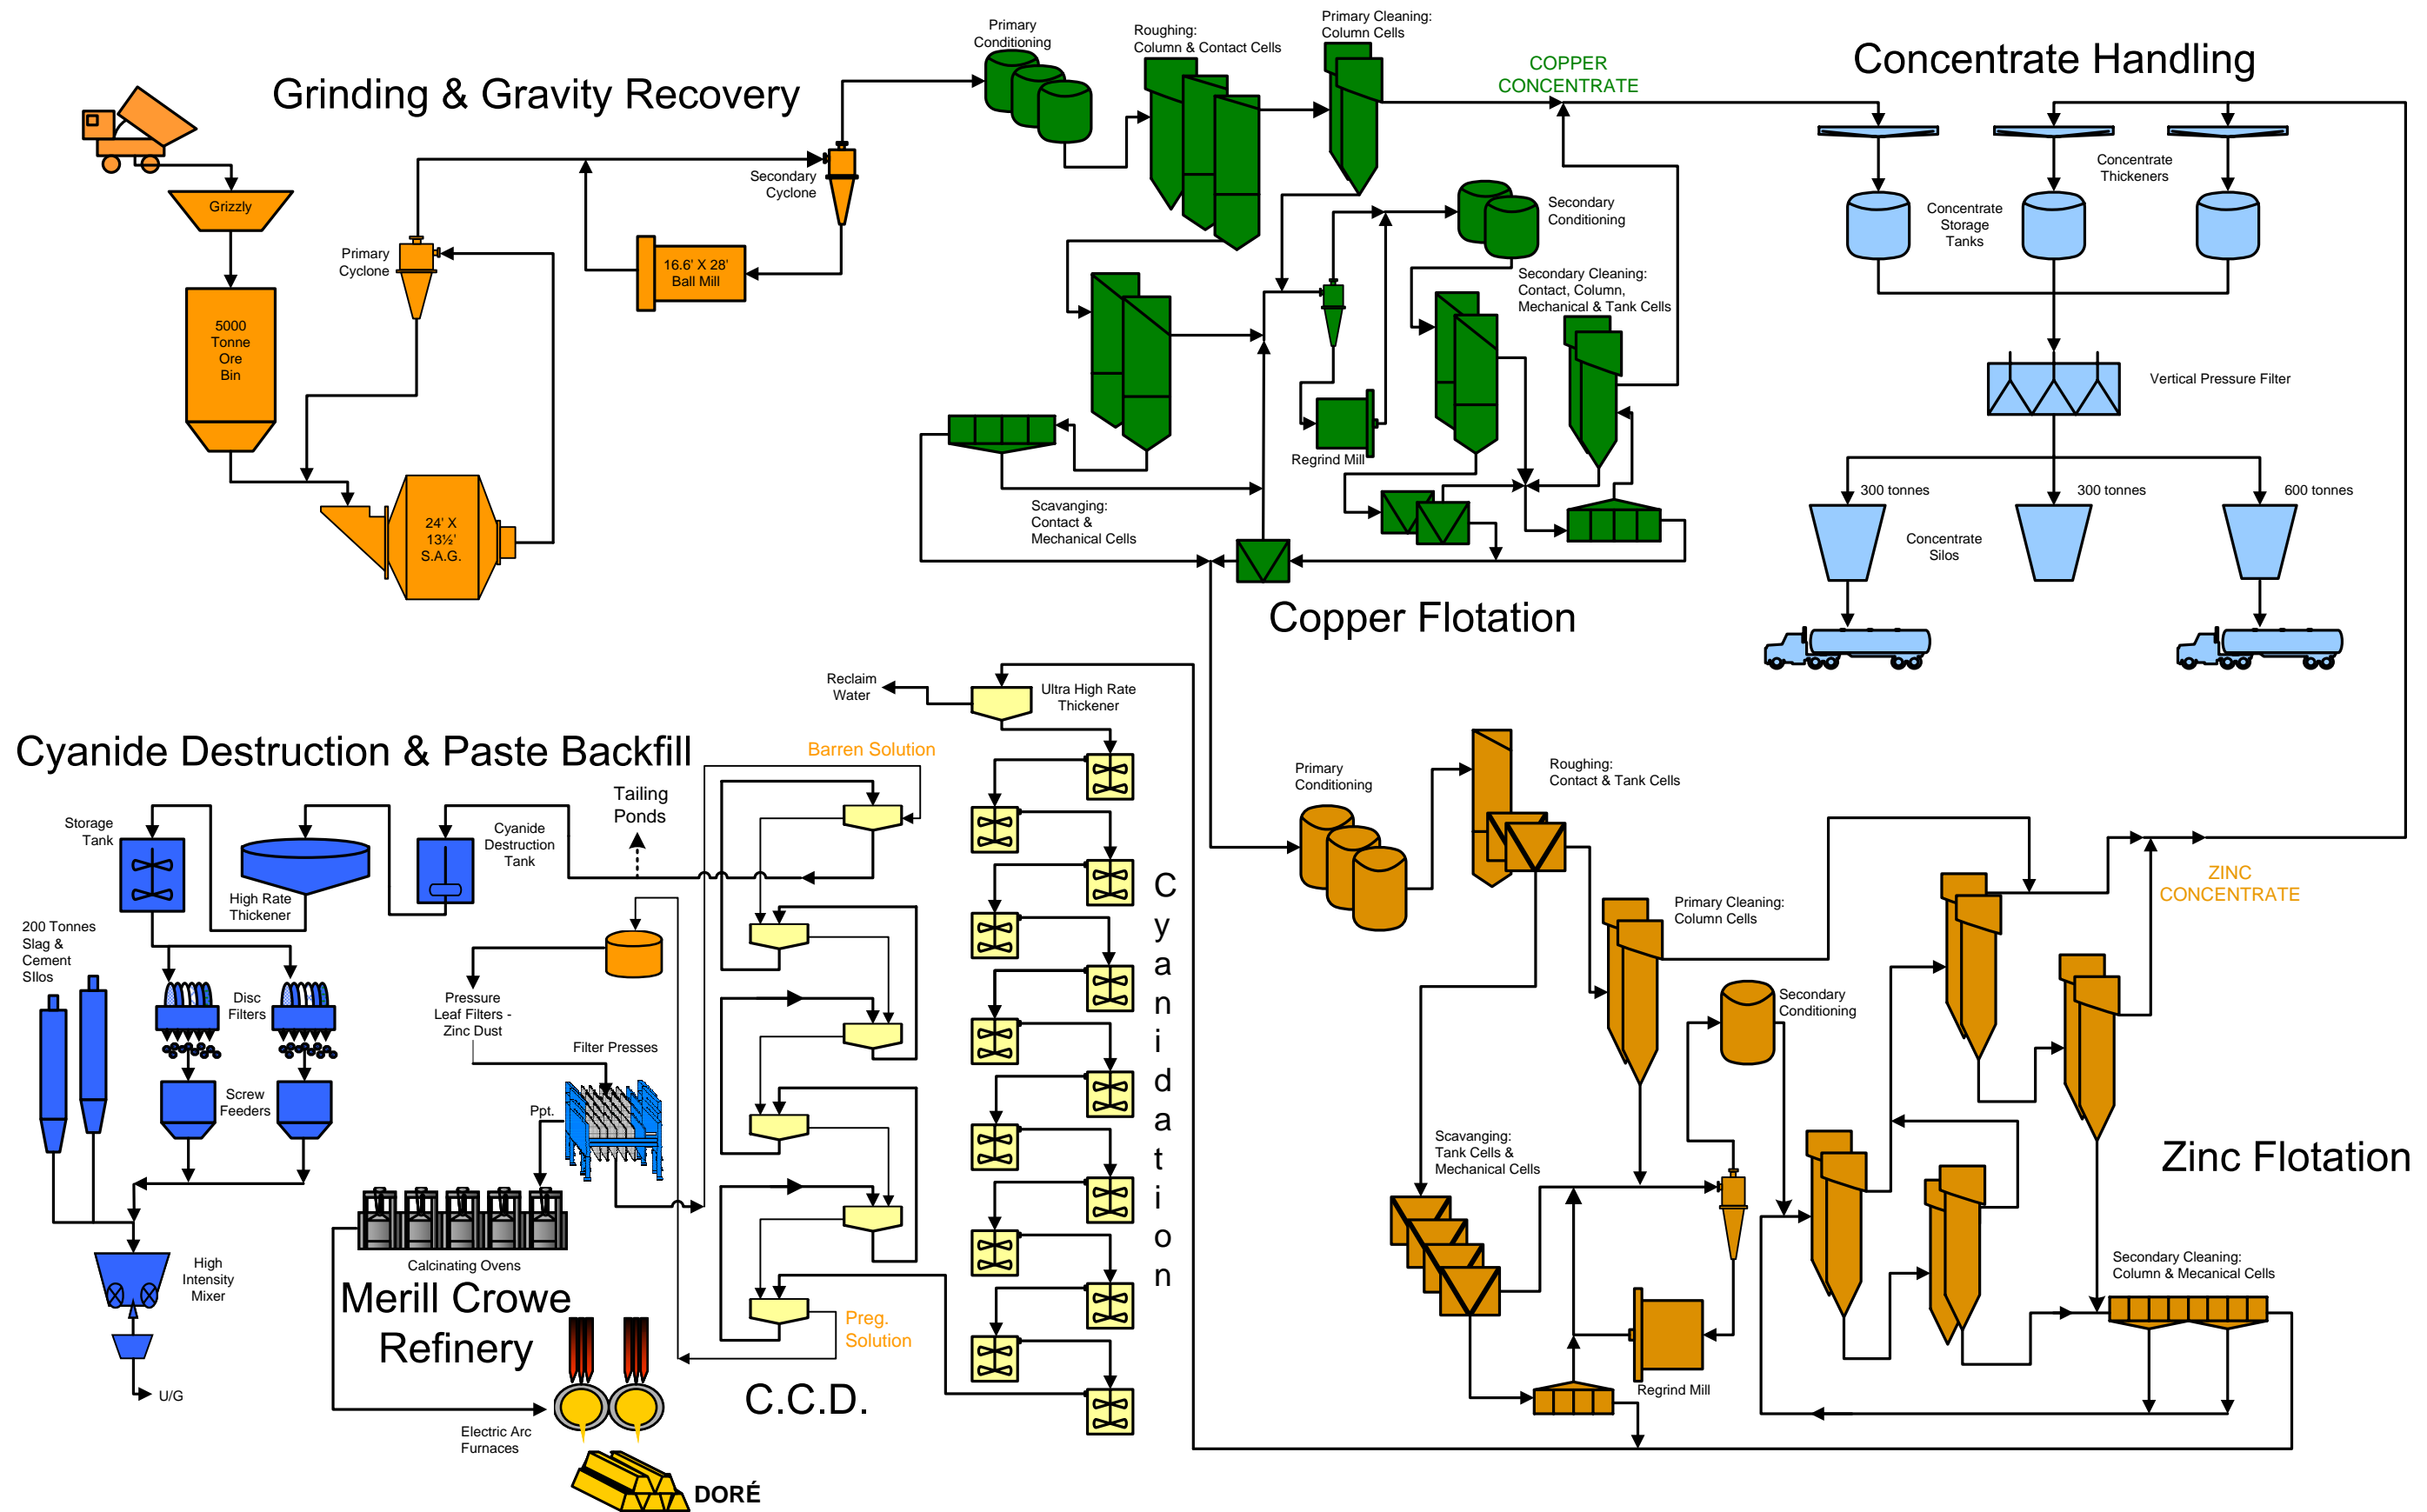 Grinding & Gravity Recovery
Grizzly
5000
Tonne
Ore
Bin
Primary
Cyclone
24' X
13½'
S.A.G.
16.6' X 28'
Ball Mill
Secondary
Cyclone
Primary
Conditioning
Roughing:
Column & Contact Cells
Primary Cleaning:
Column Cells
COPPER
CONCENTRATE
Secondary
Conditioning
Secondary Cleaning:
Contact, Column,
Mechanical & Tank Cells
Regrind Mill
Scavanging:
Contact &
Mechanical Cells
Copper Flotation
Concentrate Handling
Concentrate
Thickeners
Concentrate
Storage
Tanks
Vertical Pressure Filter
300 tonnes
300 tonnes
600 tonnes
Concentrate
Silos
Cyanide Destruction & Paste Backfill
Storage
Tank
High Rate
Thickener
Cyanide
Destruction
Tank
Tailing
Ponds
200 Tonnes
Slag &
Cement
SIlos
Disc
Filters
Screw
Feeders
High
Intensity
Mixer
U/G
Reclaim
Water
Ultra High Rate
Thickener
Barren Solution
Pressure
Leaf Filters -
Zinc Dust
Filter Presses
Ppt.
Calcinating Ovens
Merill Crowe
Refinery
Electric Arc
Furnaces
DORÉ
Preg.
Solution
C.C.D.
C
y
a
n
i
d
a
t
i
o
n
Primary
Conditioning
Roughing:
Contact & Tank Cells
Primary Cleaning:
Column Cells
ZINC
CONCENTRATE
Secondary
Conditioning
Scavanging:
Tank Cells &
Mechanical Cells
Zinc Flotation
Secondary Cleaning:
Column & Mecanical Cells
Regrind Mill